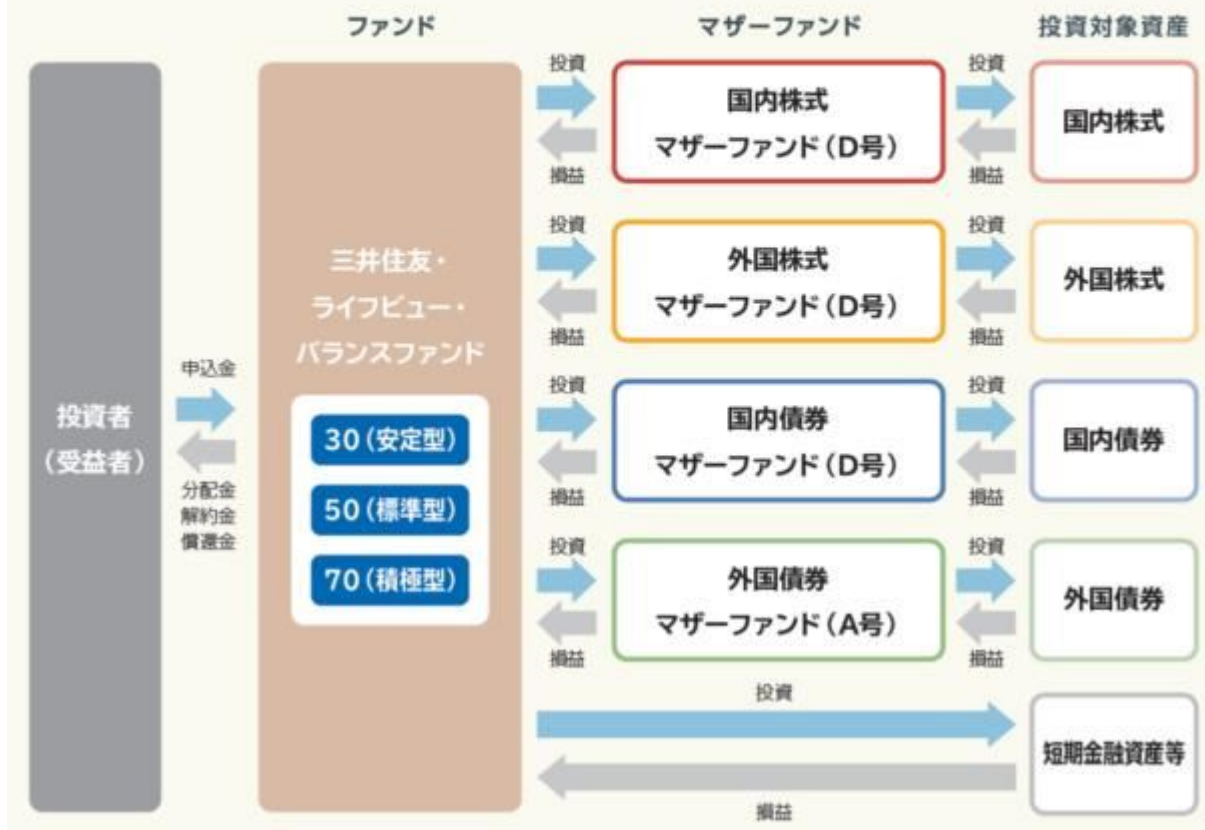 ファンド
マザーファンド
投資対象資産
投資者
（受益者）
申込金
分配金
解約金
償還金
三井住友・
ライフビュー・
バランスファンド
30（安定型）
50（標準型）
70（積極型）
投資
損益
国内株式
マザーファンド（D号）
投資
損益
国内株式
投資
損益
外国株式
マザーファンド（D号）
投資
損益
外国株式
投資
損益
国内債券
マザーファンド（D号）
投資
損益
国内債券
投資
損益
外国債券
マザーファンド（A号）
投資
損益
外国債券
投資
損益
短期金融資産等